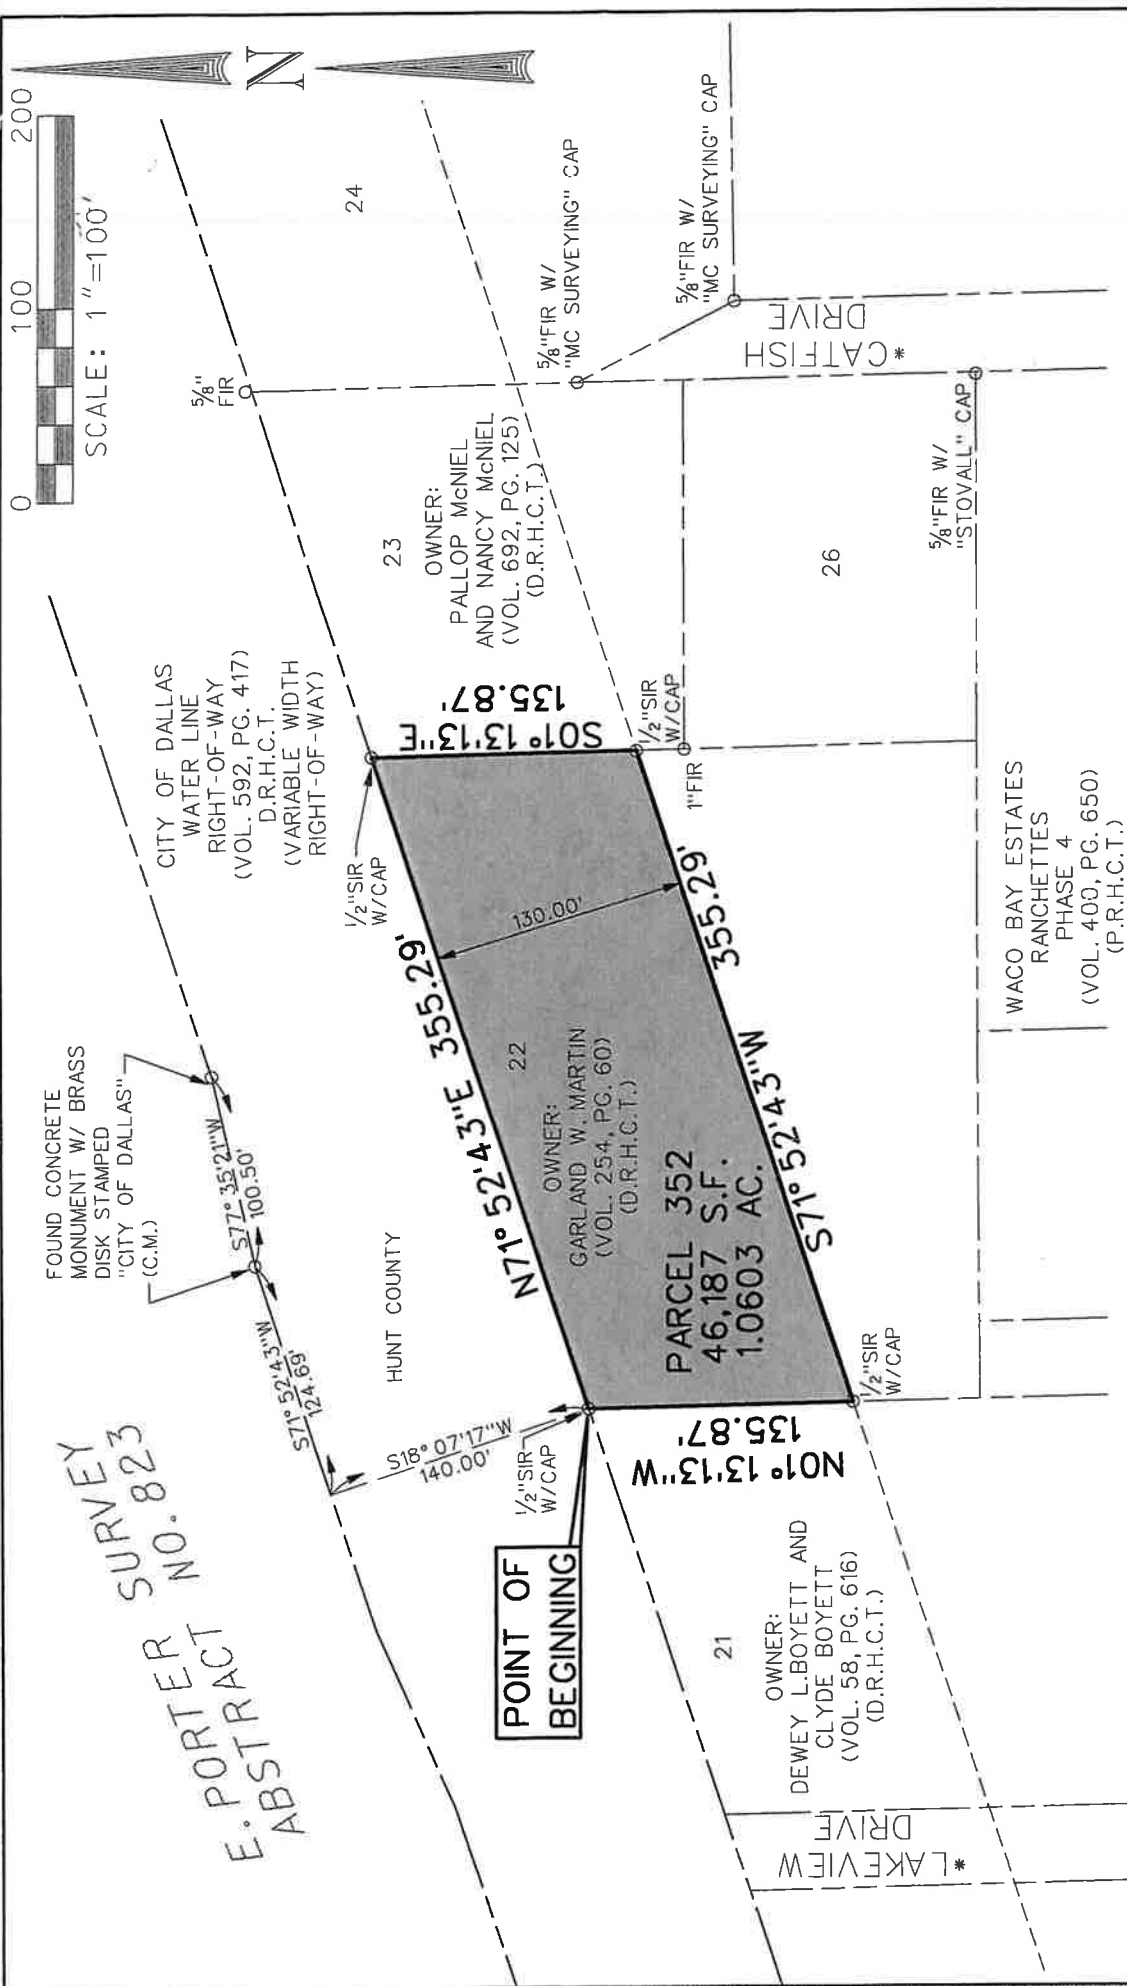 E. PORTER SURVEY
ABSTRACT NO. 823
FOUND CONCRETE
MONUMENT W/ BRASS
DISK STAMPED
"CITY OF DALLAS"
(C.M.)
S77° 35'21"W
100.50'
S71° 52'43"W
124.69'
HUNT COUNTY
S18° 07'17"W
140.00'
1/2"SIR
W/CAP
POINT OF
BEGINNING
CITY OF DALLAS
WATER LINE
RIGHT-OF-WAY
(VOL. 592, PG. 417)
D.R.H.C.T.
(VARIABLE WIDTH
RIGHT-OF-WAY)
0 100 200
SCALE: 1"=100'
N
1/2"SIR
W/CAP
N71° 52'43"E 355.29'
22
OWNER:
GARLAND W. MARTIN
(VOL. 254, PG. 60)
(D.R.H.C.T.)
130.00'
PARCEL 352
46,187 S.F.
1.0603 AC.
S71° 52'43"W 355.29'
S01° 13'13"E
135.87'
N01° 13'13"W
135.87'
1/2"SIR
W/CAP
1/2"SIR
W/CAP
1"FIR
23
OWNER:
PALLOP McNIEL
AND NANCY McNIEL
(VOL. 692, PG. 125)
(D.R.H.C.T.)
5/8"
FIR
24
5/8"FIR W/
"MC SURVEYING" CAP
5/8"FIR W/
"MC SURVEYING" CAP
*CATFISH
DRIVE
26
5/8"FIR W/
"STOVALL" CAP
21
OWNER:
DEWEY L.BOYETT AND
CLYDE BOYETT
(VOL. 58, PG. 616)
(D.R.H.C.T.)
*LAKEVIEW
DRIVE
WACO BAY ESTATES
RANCHETTES
PHASE 4
(VOL. 400, PG. 650)
(P.R.H.C.T.)